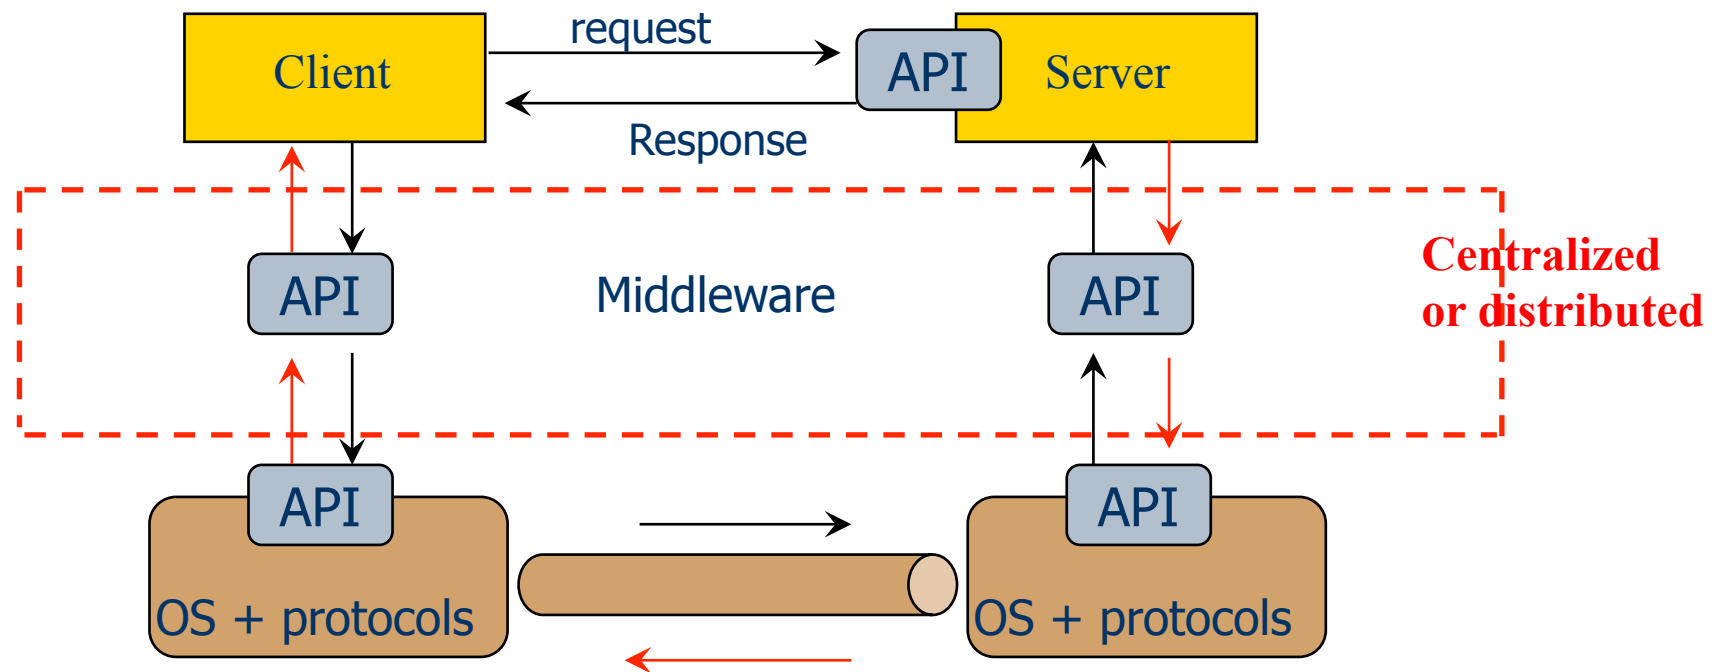 request
Client
API
Server
Response
API
Middleware
API
Centralized
or distributed
API
API
OS + protocols
OS + protocols